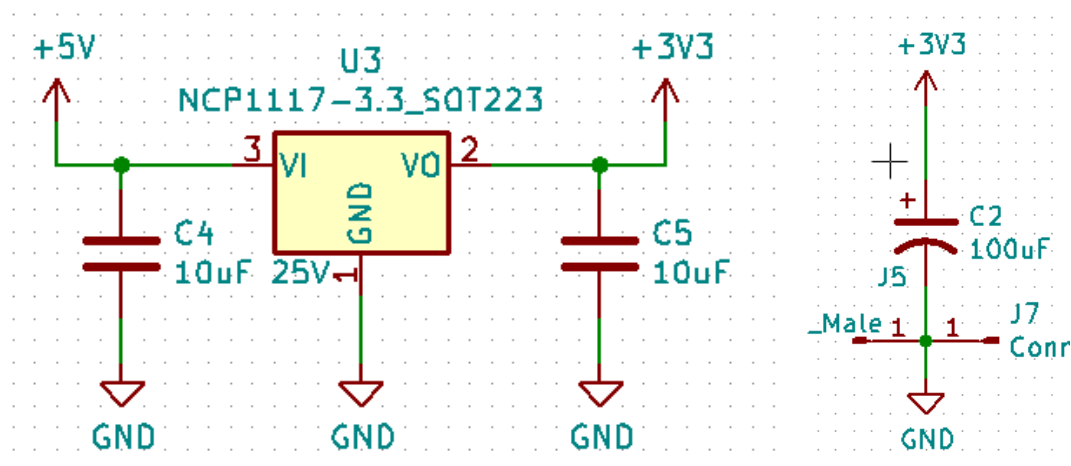 +5V
U3
+3V3
NCP1117-3.3_SOT223
3
VI
VO
2
GND
1
C4
10uF
25V
C5
10uF
GND
GND
GND
+3V3
+
C2
100uF
J5
_Male
1
1
J7
Conn
GND